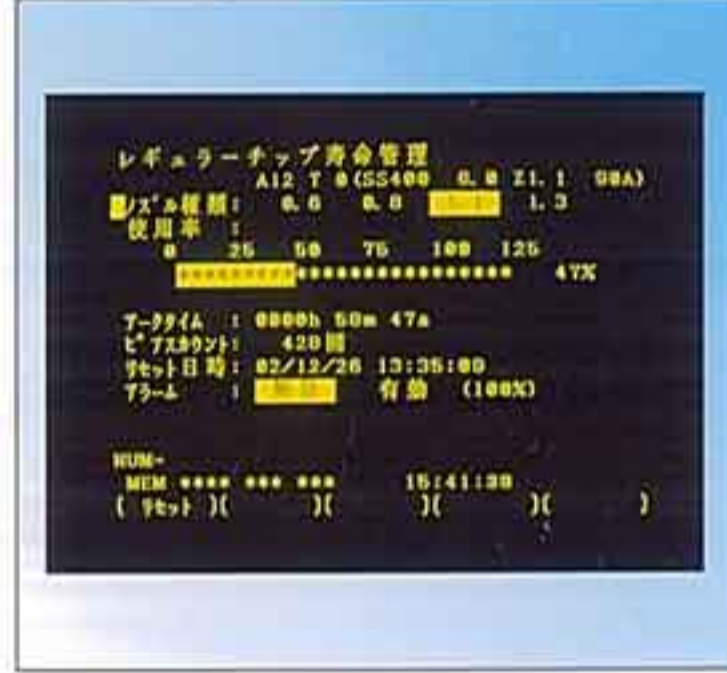 レギュラーチップ寿命管理
A12 T 0(SS400 6.0 Z1.1 G0A)
ノズル種類: 0.6 0.8 1.3
使用率 :
0 25 50 75 100 125
47%
アークタイム : 0000h 50m 47s
ピアスカウント: 428回
リセット日時: 02/12/26 13:35:09
アラーム : 有効 (100%)
NUM=
MEM **** *** *** 15:41:39
( リセット )( )( )( )( )